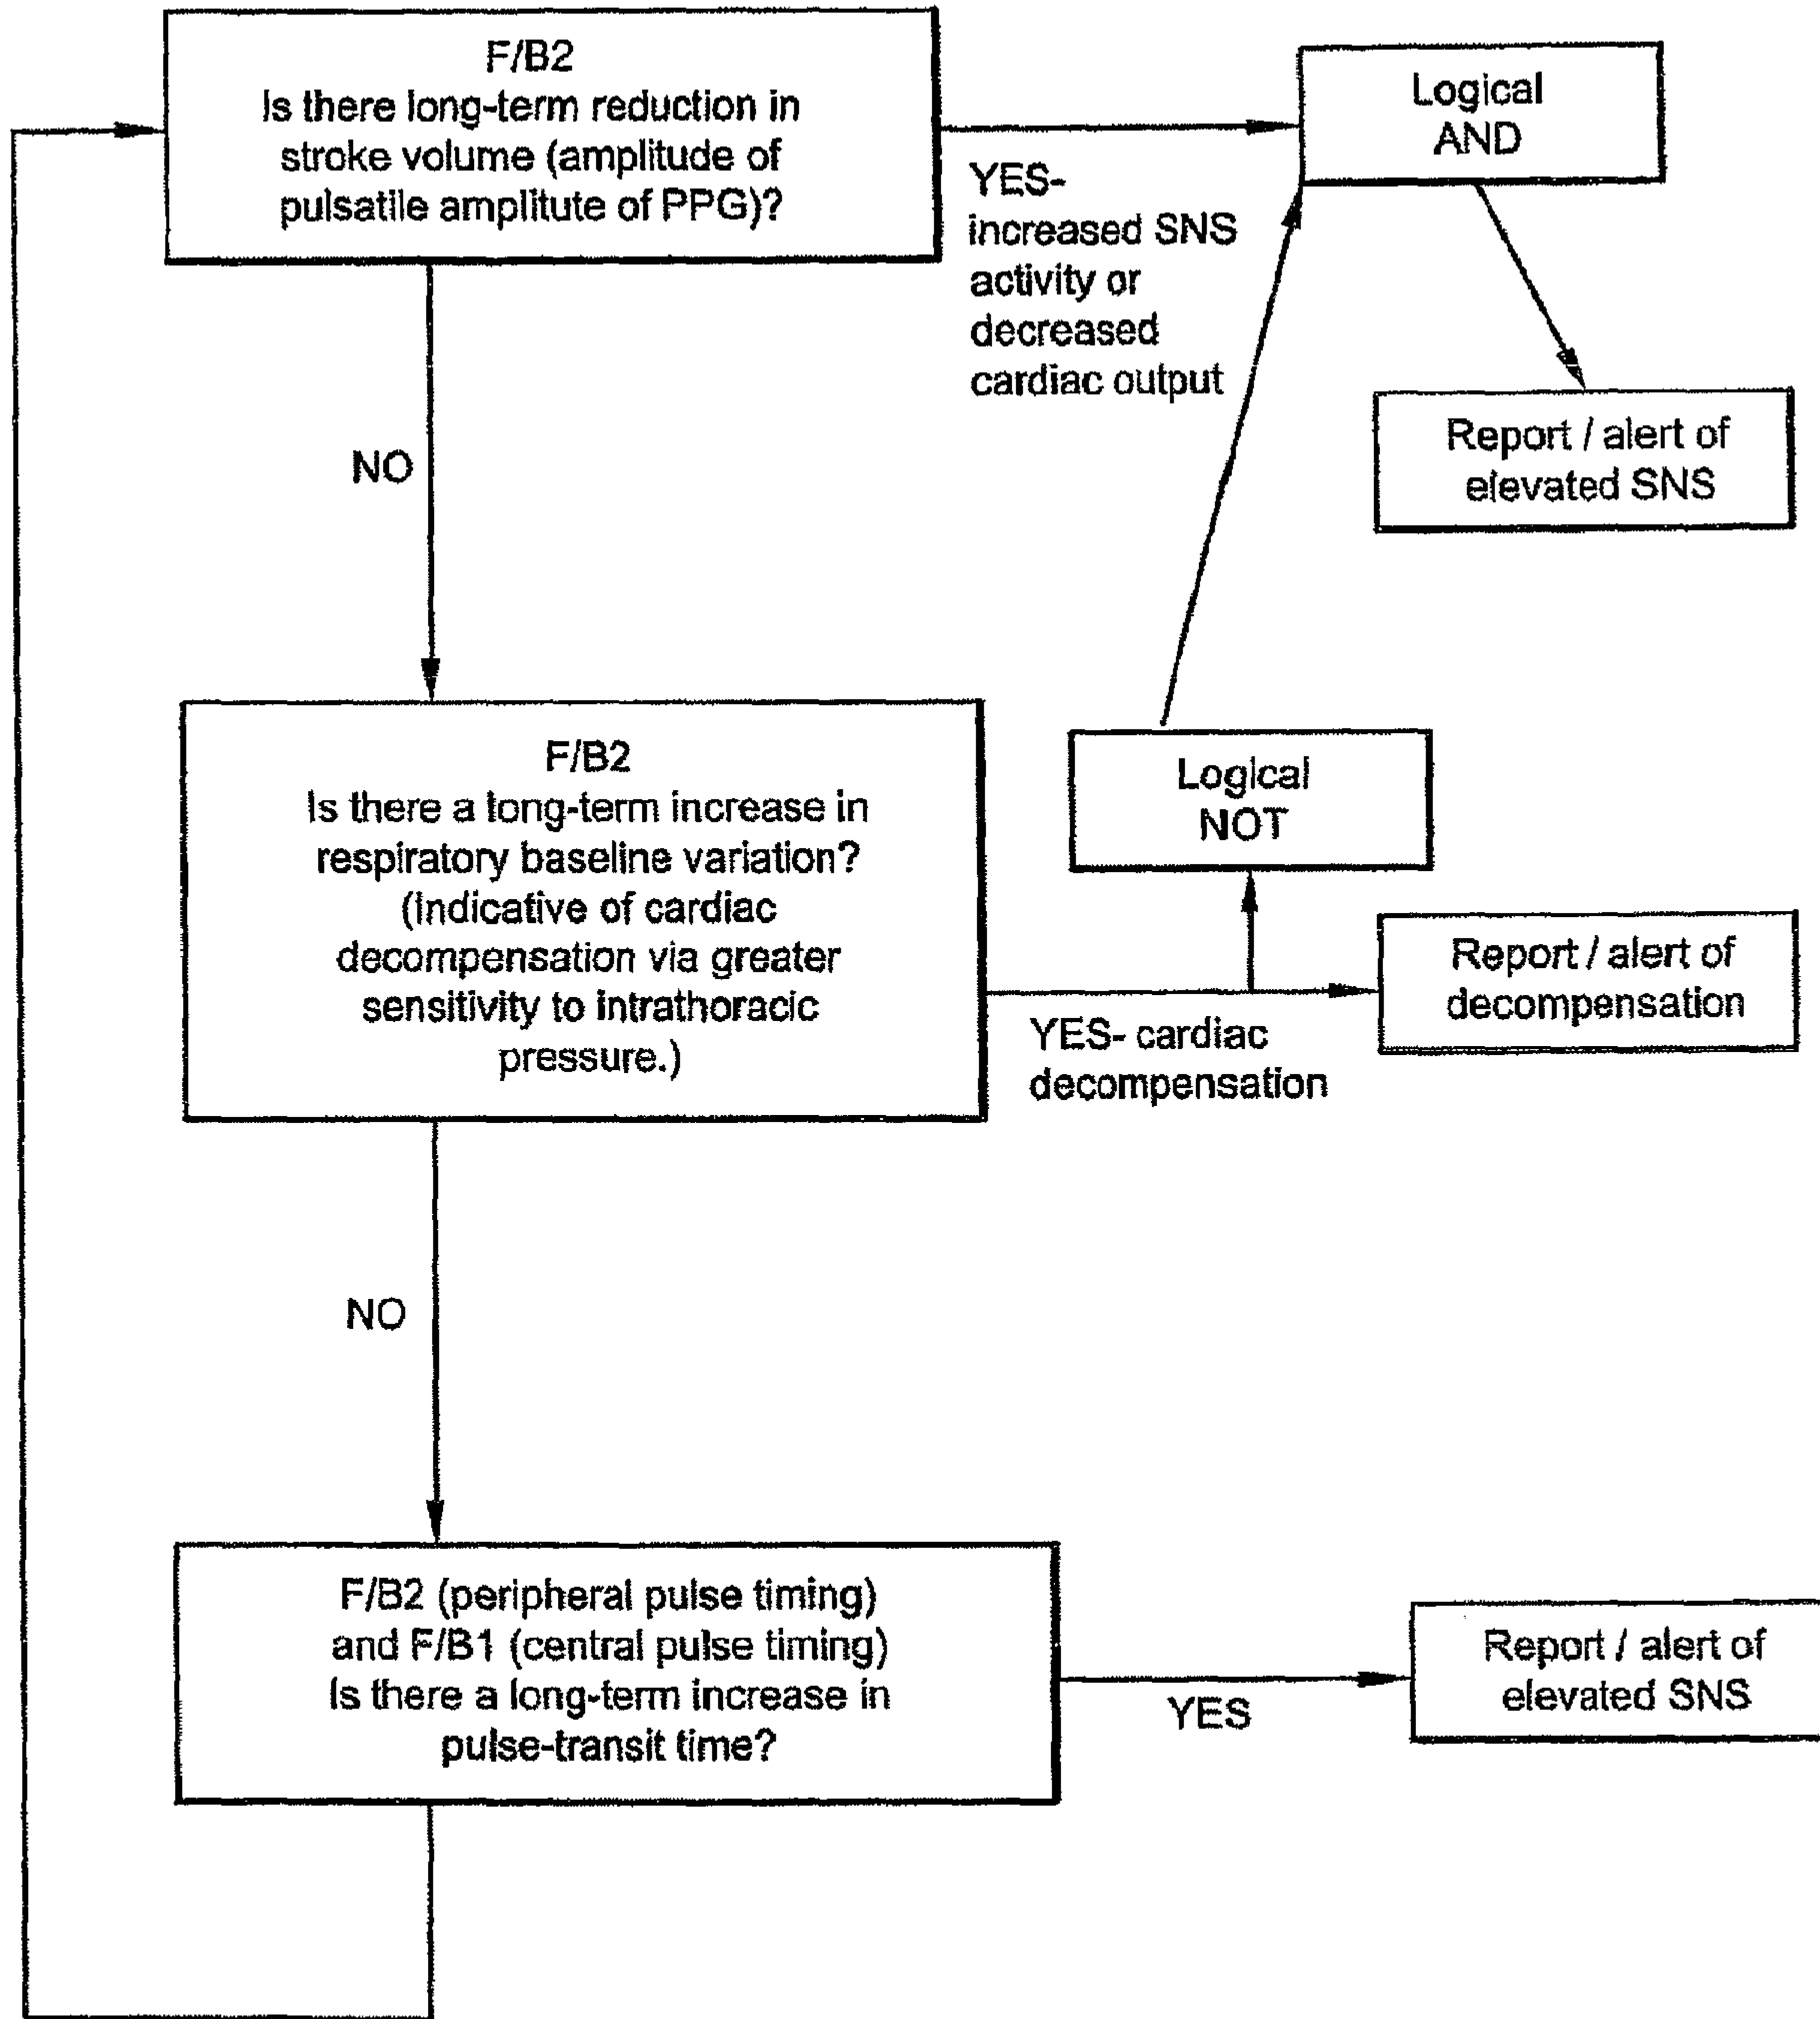 F/B2
Is there long-term reduction in
stroke volume (amplitude of
pulsatile amplitute of PPG)?
YES-
increased SNS
activity or
decreased
cardiac output
Logical
AND
Report / alert of
elevated SNS
NO
F/B2
Is there a long-term increase in
respiratory baseline variation?
(Indicative of cardiac
decompensation via greater
sensitivity to intrathoracic
pressure.)
Logical
NOT
YES- cardiac
decompensation
Report / alert of
decompensation
NO
F/B2 (peripheral pulse timing)
and F/B1 (central pulse timing)
Is there a long-term increase in
pulse-transit time?
YES
Report / alert of
elevated SNS